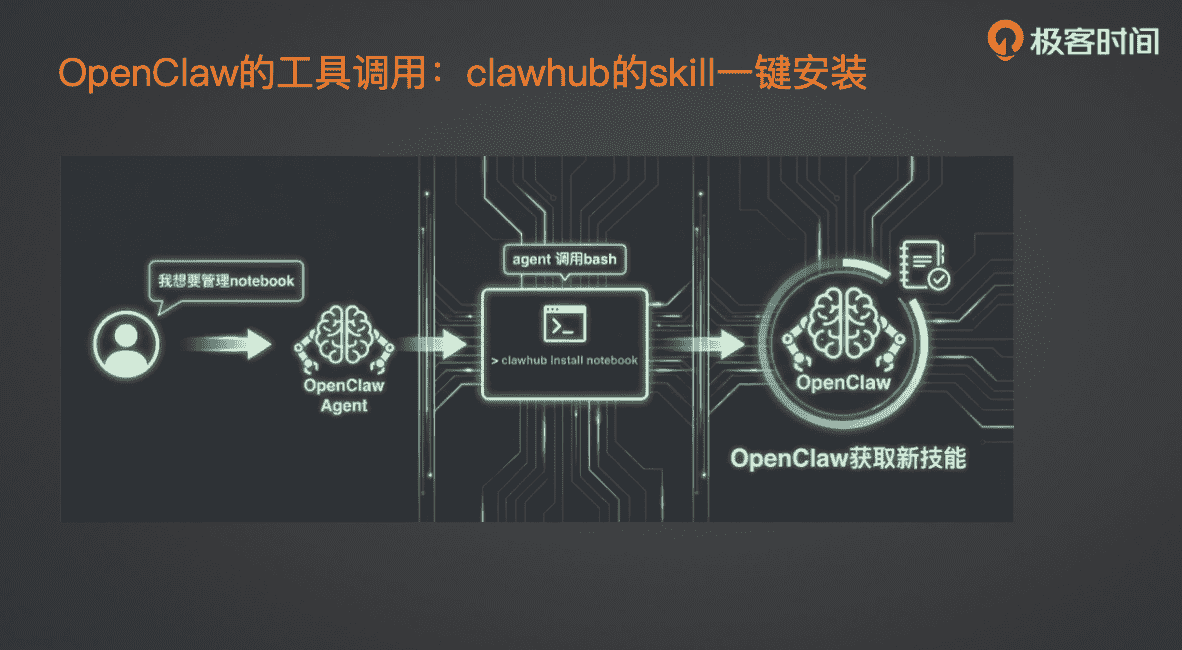 极客时间
OpenClaw的工具调用：clawhub的skill一键安装
我想要管理notebook
OpenClaw
Agent
agent 调用bash
>_
> clawhub install notebook
OpenClaw
OpenClaw获取新技能